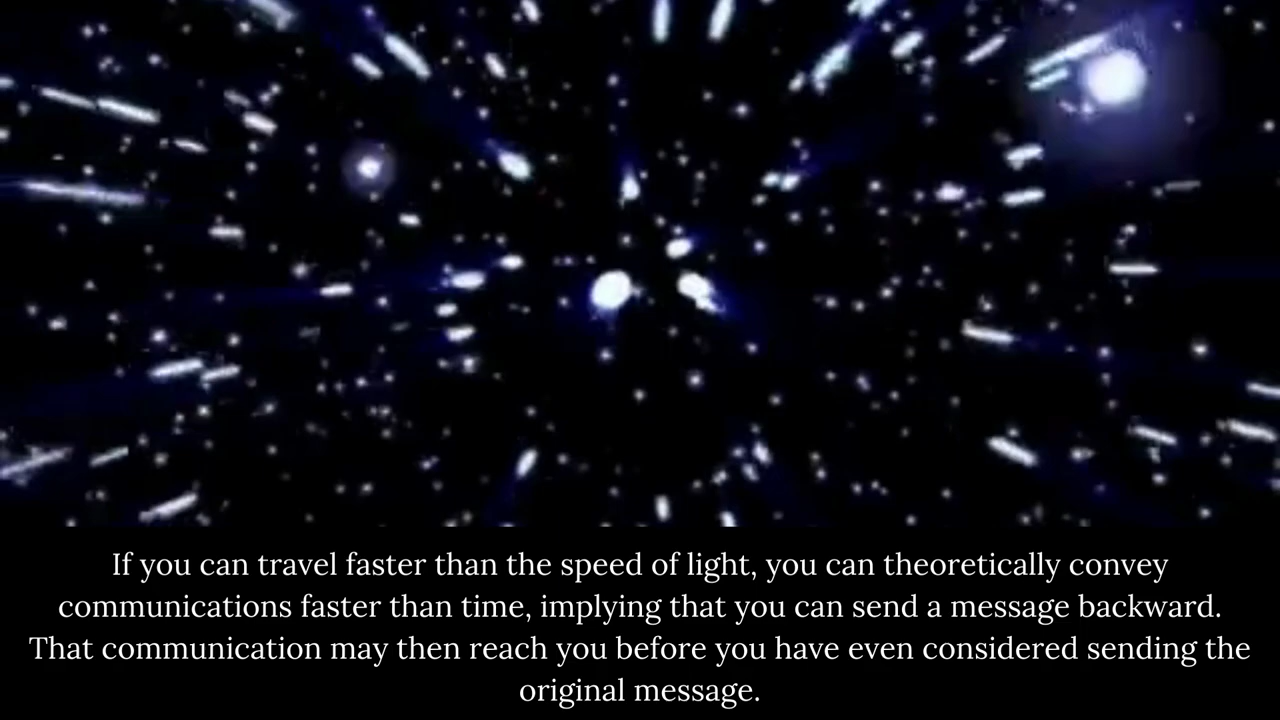 If you can travel faster than the speed of light, you can theoretically convey
communications faster than time, implying that you can send a message backward.
That communication may then reach you before you have even considered sending the
original message.